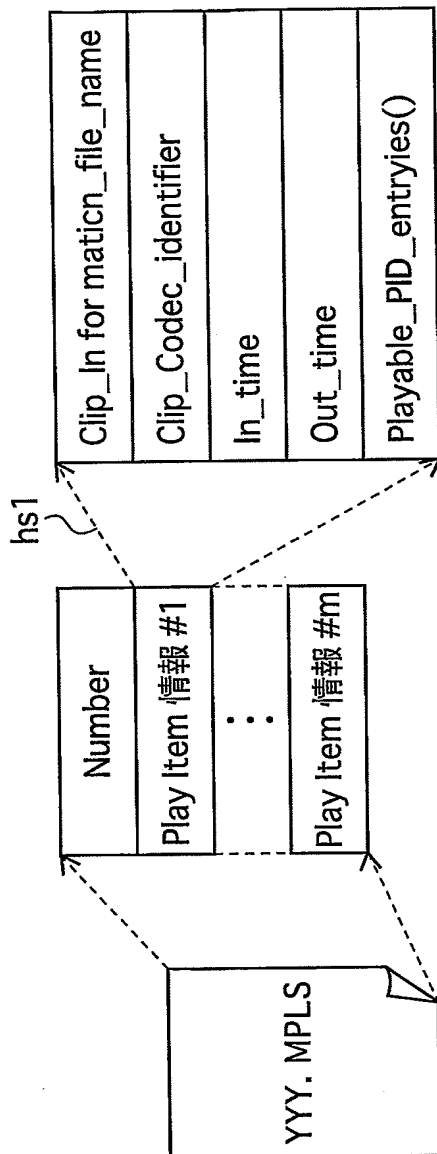 YYY. MPLS
Number
Play Item 情報 #1
Play Item 情報 #m
hs1
Clip_In for maticn_file_name
Clip_Codec_identifier
In_time
Out_time
Playable_PID_entryies()